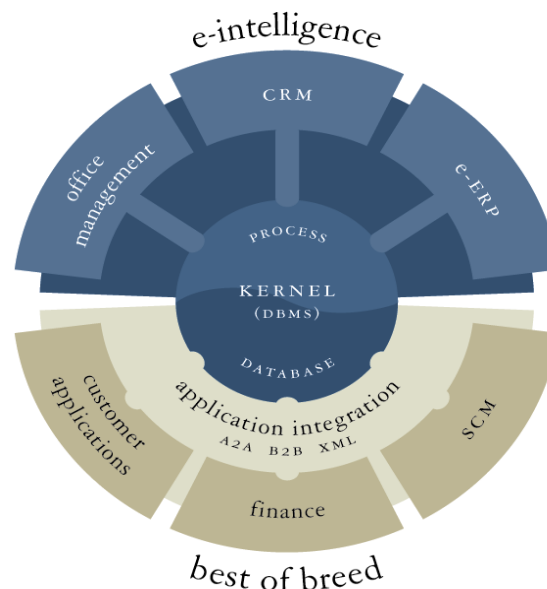 e-intelligence
CRM
office
management
e-ERP
PROCESS
KERNEL
(DBMS)
DATABASE
application integration
A2A B2B XML
customer
applications
SCM
finance
best of breed